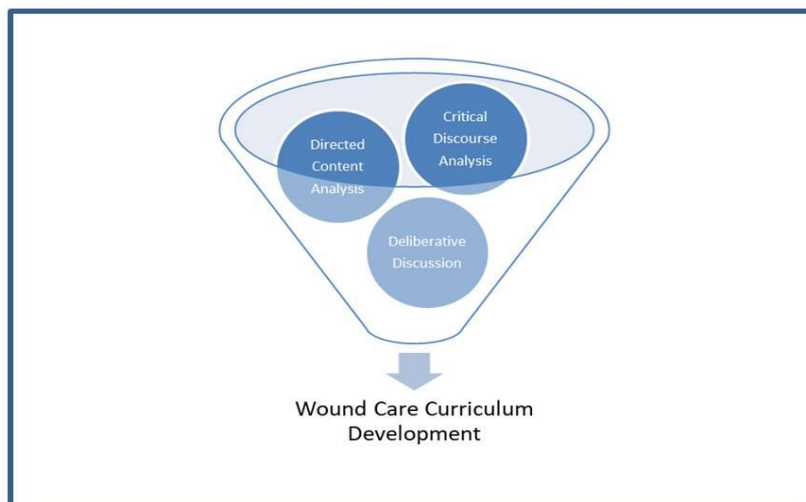 Critical
Discourse
Analysis
Directed
Content
Analysis
Deliberative
Discussion
Wound Care Curriculum
Development